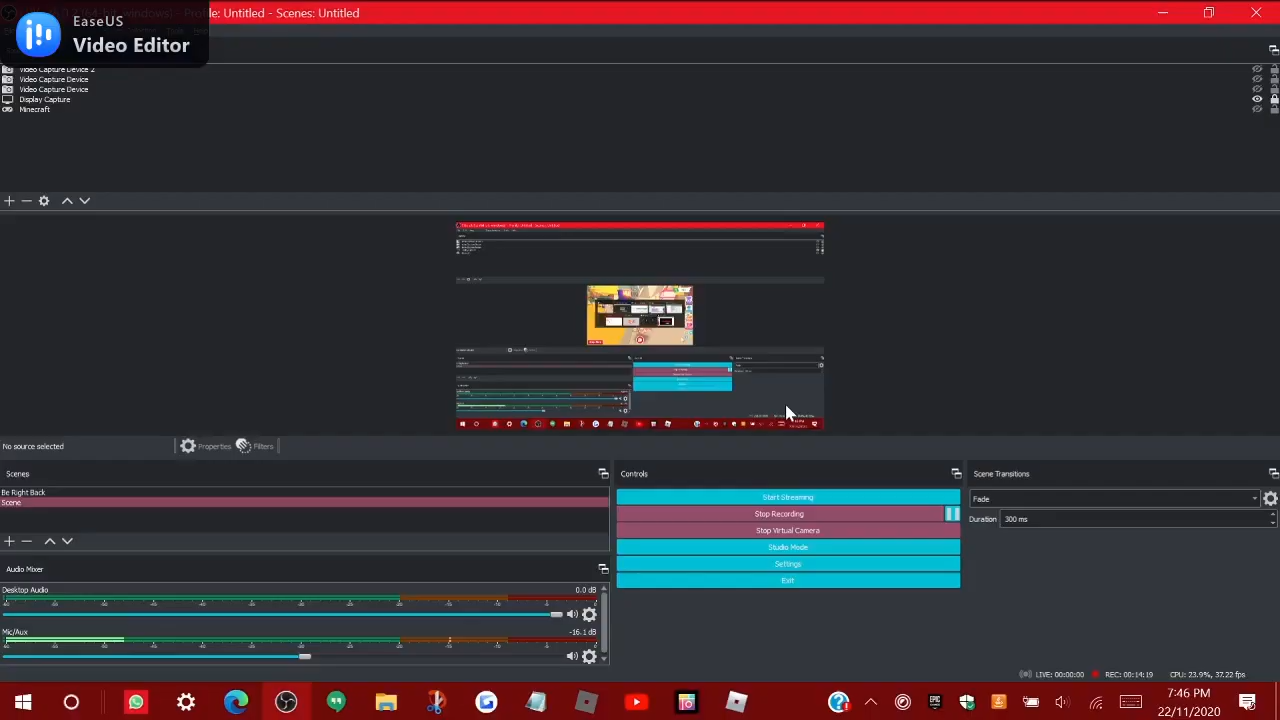 EaseUS
Video Editor
Profile: Untitled - Scenes: Untitled
Video Capture Device 2
Video Capture Device
Video Capture Device
Display Capture
Minecraft
No source selected
Properties
Filters
Scenes
Controls
Scene Transitions
Be Right Back
Scene
Start Streaming
Stop Recording
Stop Virtual Camera
Studio Mode
Settings
Exit
Fade
Duration
300 ms
Audio Mixer
Desktop Audio
0.0 dB
Mic/Aux
-16.1 dB
LIVE: 00:00:00
REC: 00:14:19
CPU: 23.9%, 37.22 fps
7:46 PM
22/11/2020